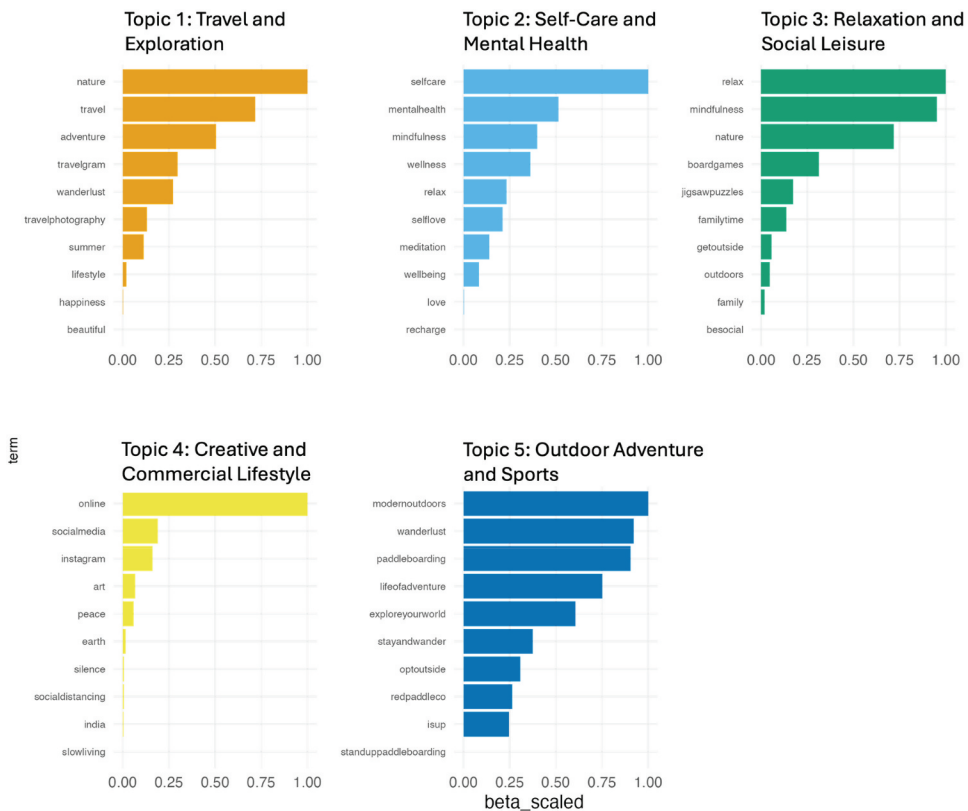 Topic 1: Travel and
Exploration
nature
travel
adventure
travelgram
wanderlust
travelphotography
summer
lifestyle
happiness
beautiful
0.00 0.25 0.50 0.75 1.00
Topic 2: Self-Care and
Mental Health
selfcare
mentalhealth
mindfulness
wellness
relax
selflove
meditation
wellbeing
love
recharge
0.00 0.25 0.50 0.75 1.00
Topic 3: Relaxation and
Social Leisure
relax
mindfulness
nature
boardgames
jigsawpuzzles
familytime
getoutside
outdoors
family
besocial
0.00 0.25 0.50 0.75 1.00
term
Topic 4: Creative and
Commercial Lifestyle
online
socialmedia
instagram
art
peace
earth
silence
socialdistancing
india
slowliving
0.00 0.25 0.50 0.75 1.00
Topic 5: Outdoor Adventure
and Sports
modernoutdoors
wanderlust
paddleboarding
lifeofadventure
exploreyourworld
stayandwander
optoutside
redpaddleco
isup
standuppaddleboarding
0.00 0.25 0.50 0.75 1.00
beta_scaled